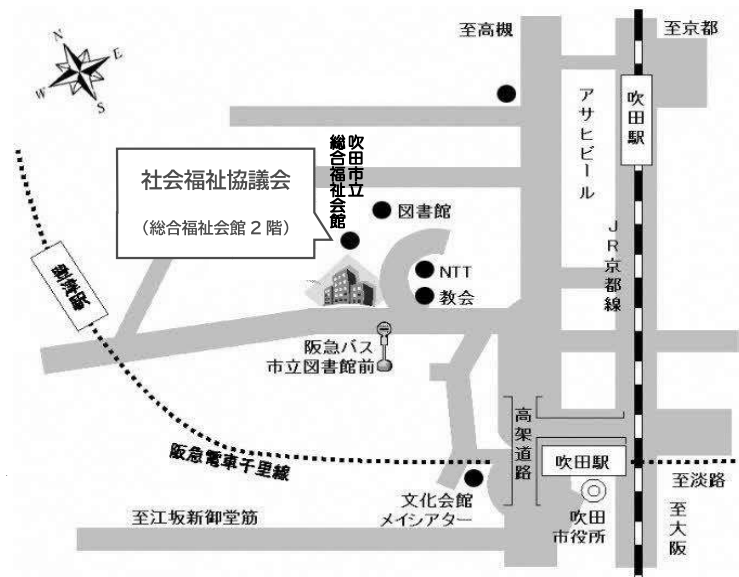 至高槻
至京都
N
E
W
S
アサヒビール
吹田駅
吹田市立
総合福祉会館
社会福祉協議会
（総合福祉会館２階）
図書館
JR京都線
NTT
教会
豊津駅
阪急バス
市立図書館前
高架道路
阪急電車千里線
吹田駅
至淡路
文化会館
メイシアター
吹田
市役所
至大阪
至江坂新御堂筋